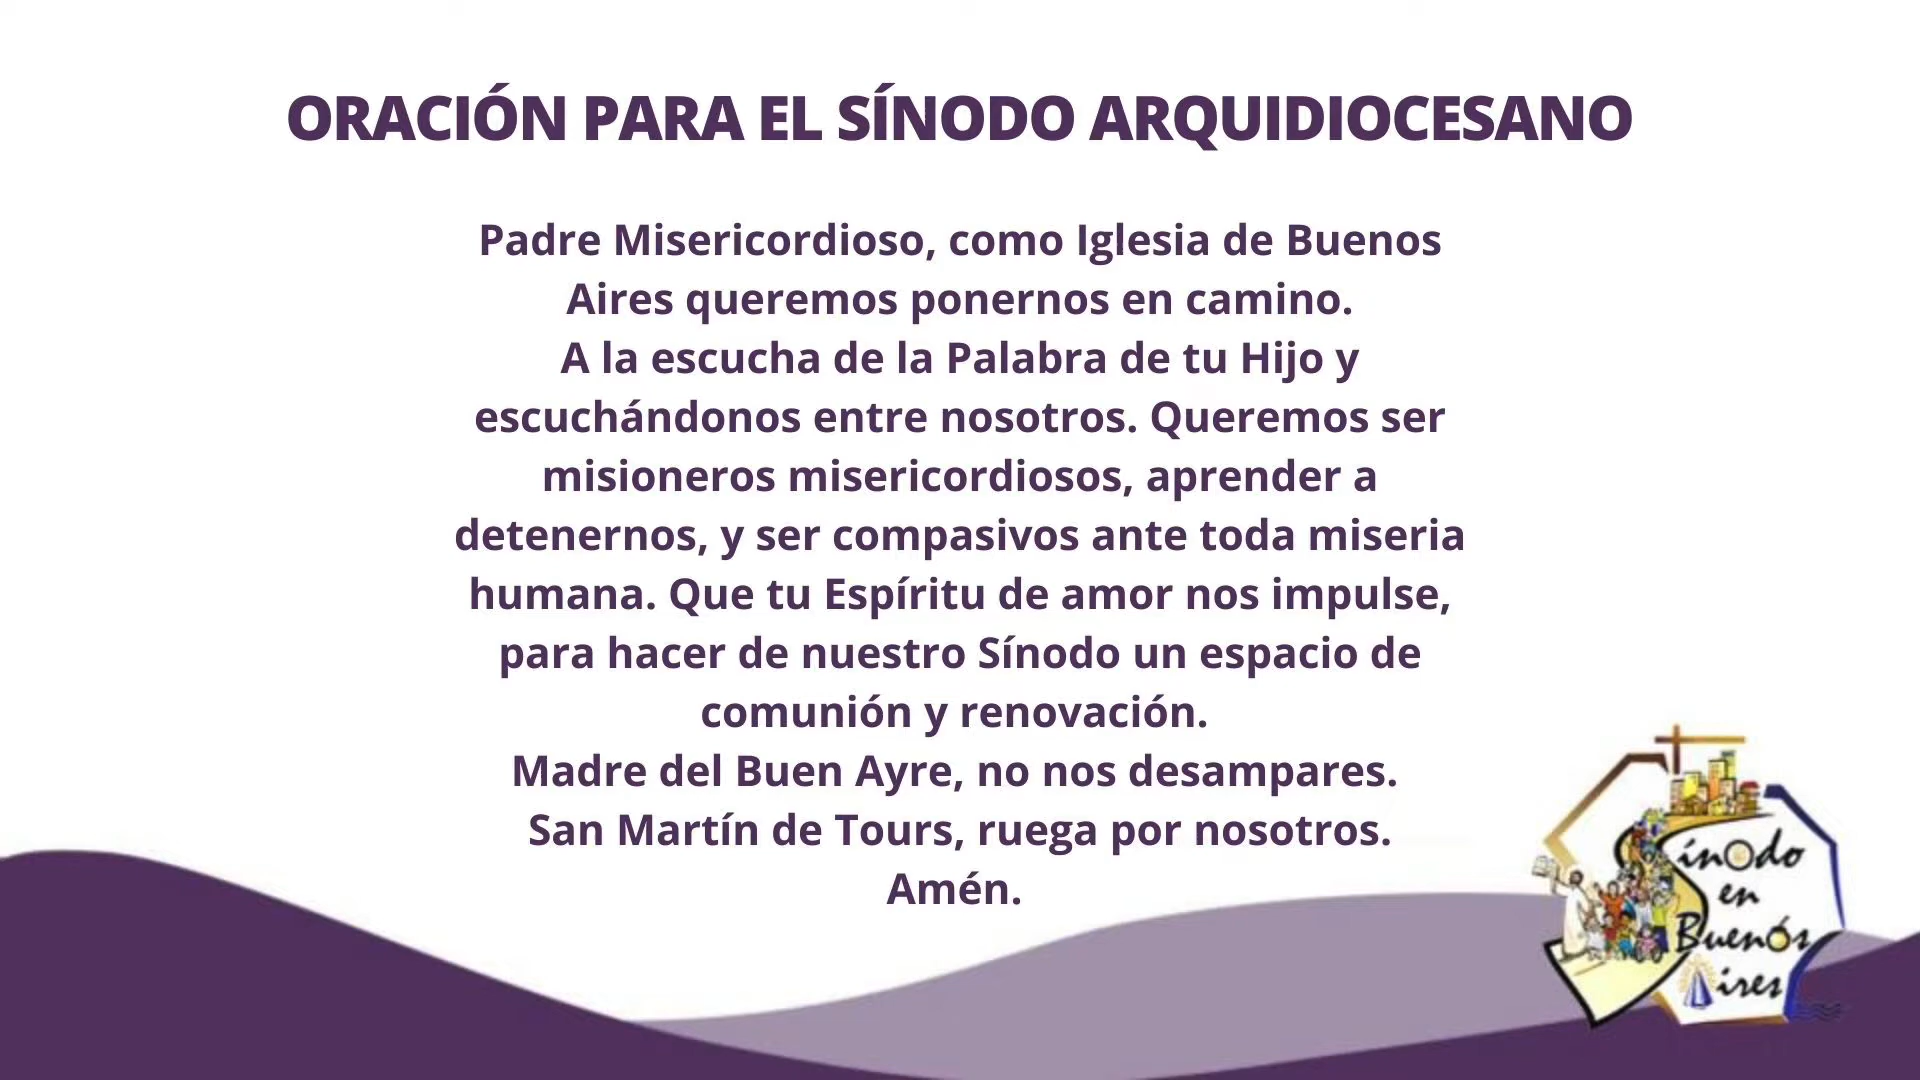 ORACIÓN PARA EL SÍNODO ARQUIDIOCESANO
Padre Misericordioso, como Iglesia de Buenos
Aires queremos ponernos en camino.
A la escucha de la Palabra de tu Hijo y
escuchándonos entre nosotros. Queremos ser
misioneros misericordiosos, aprender a
detenernos, y ser compasivos ante toda miseria
humana. Que tu Espíritu de amor nos impulse,
para hacer de nuestro Sínodo un espacio de
comunión y renovación.
Madre del Buen Ayre, no nos desampares.
San Martín de Tours, ruega por nosotros.
Amén.
Sínodo
en
Buenos
Aires